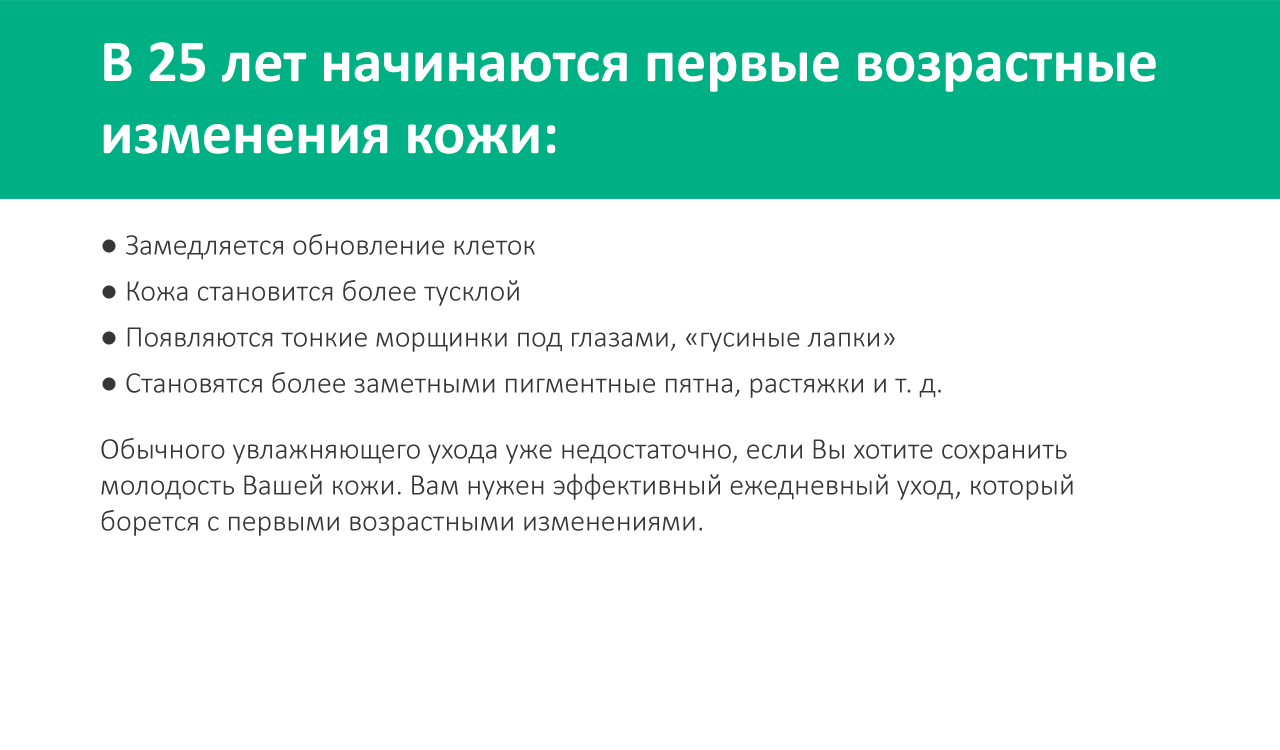 В 25 лет начинаются первые возрастные
изменения кожи:
● Замедляется обновление клеток
● Кожа становится более тусклой
● Появляются тонкие морщинки под глазами, «гусиные лапки»
● Становятся более заметными пигментные пятна, растяжки и т. д.
Обычного увлажняющего ухода уже недостаточно, если Вы хотите сохранить
молодость Вашей кожи. Вам нужен эффективный ежедневный уход, который
борется с первыми возрастными изменениями.